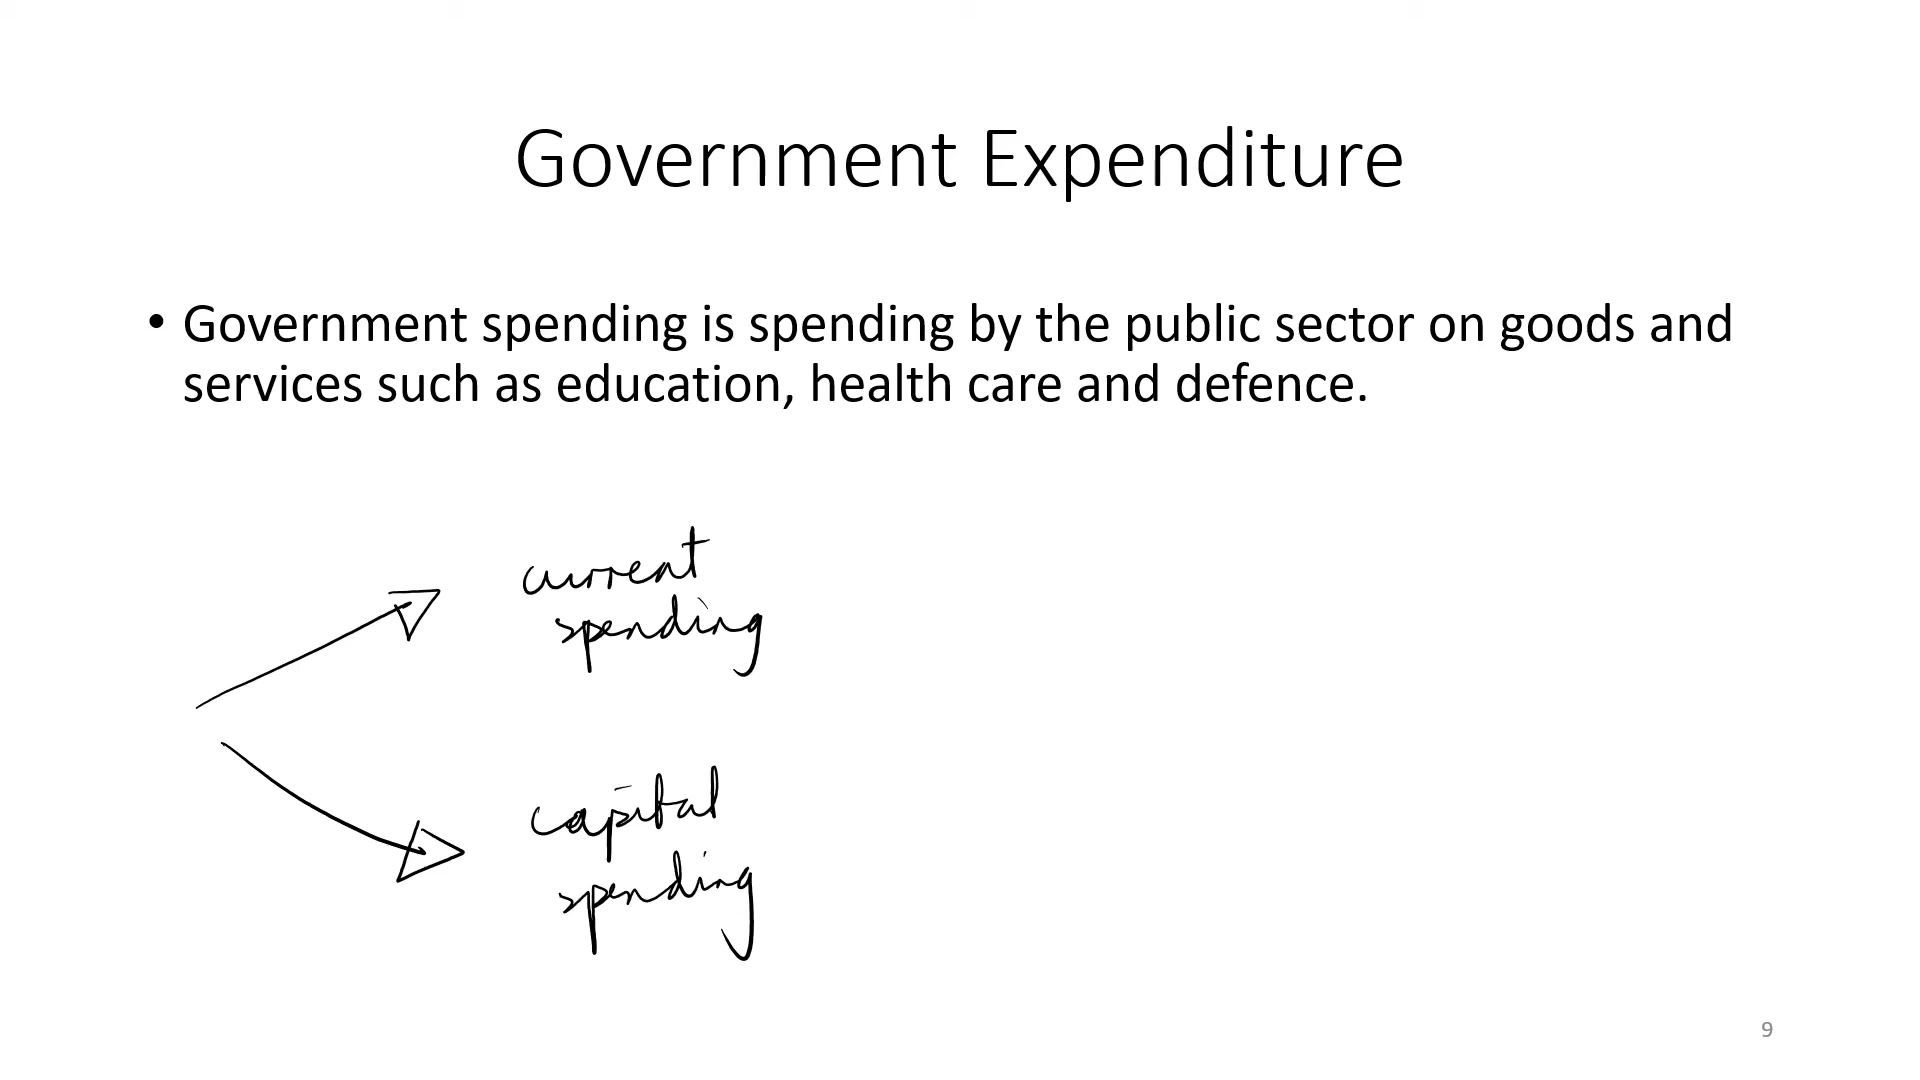 Government Expenditure
• Government spending is spending by the public sector on goods and
services such as education, health care and defence.
current
spending
capital
spending
9